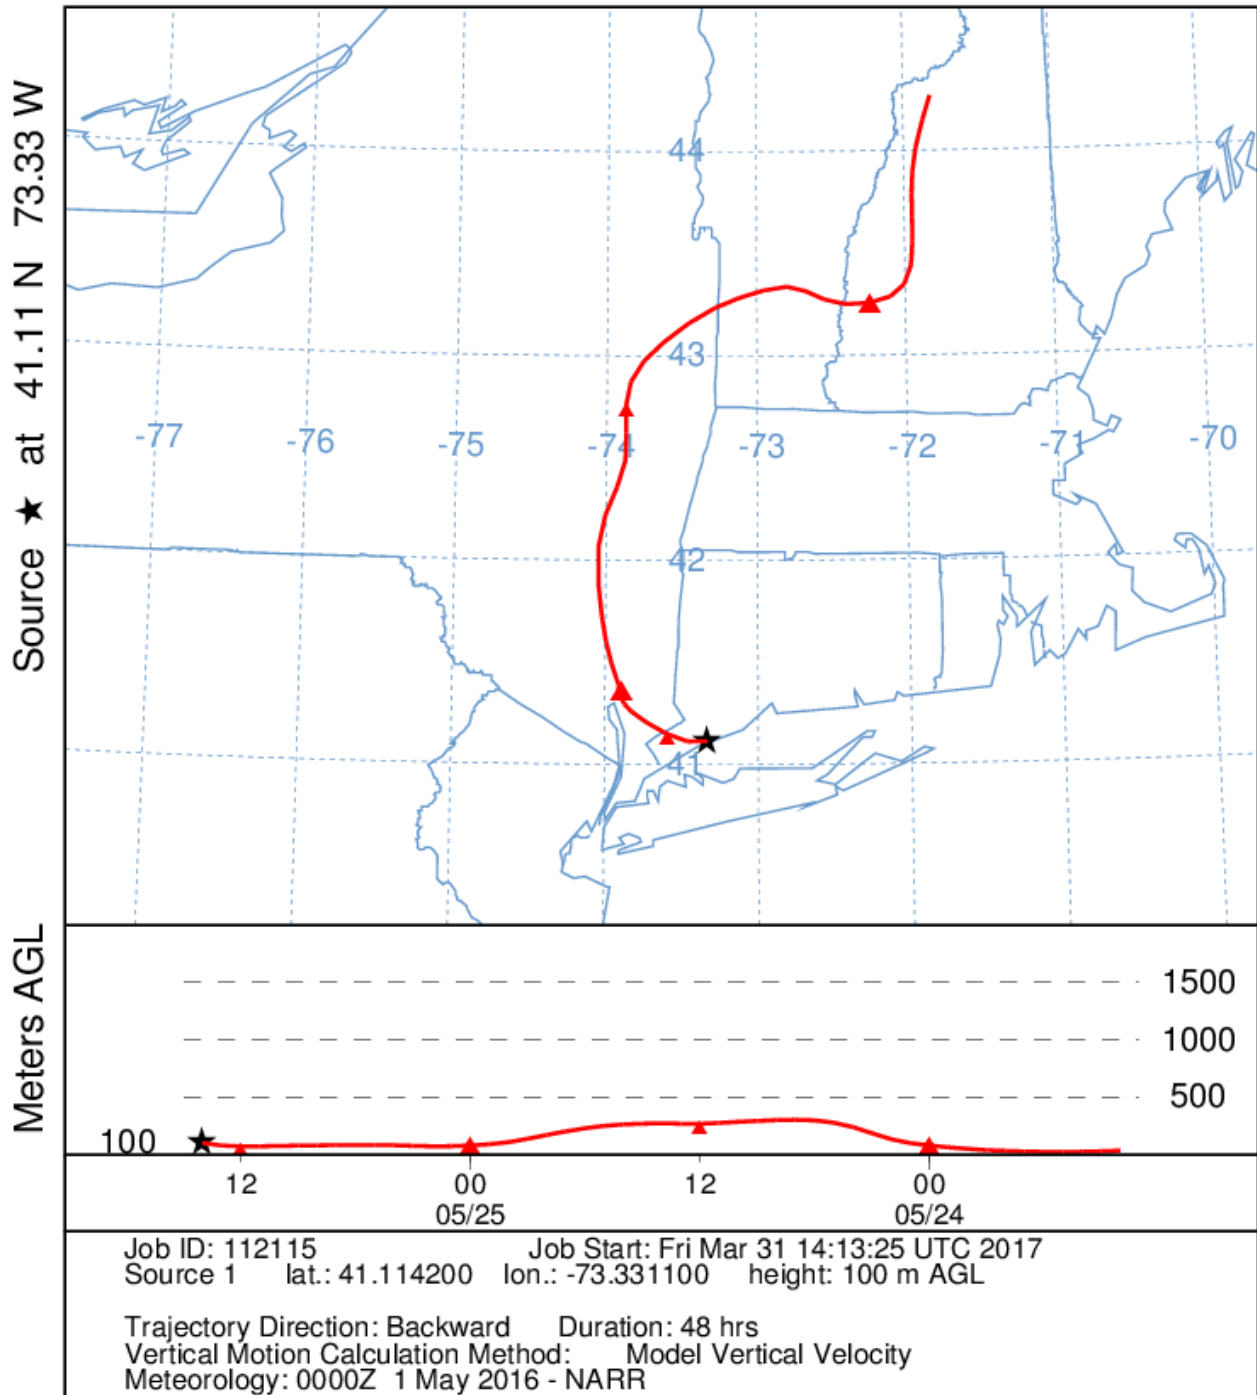 Source ★ at 41.11 N 73.33 W
44
43
-77 -76 -75 -74 -73 -72 -71 -70
42
41
Meters AGL
1500
1000
500
100
12 00 12 00
05/25 05/24
Job ID: 112115 Job Start: Fri Mar 31 14:13:25 UTC 2017
Source 1 lat.: 41.114200 lon.: -73.331100 height: 100 m AGL
Trajectory Direction: Backward Duration: 48 hrs
Vertical Motion Calculation Method: Model Vertical Velocity
Meteorology: 0000Z 1 May 2016 - NARR